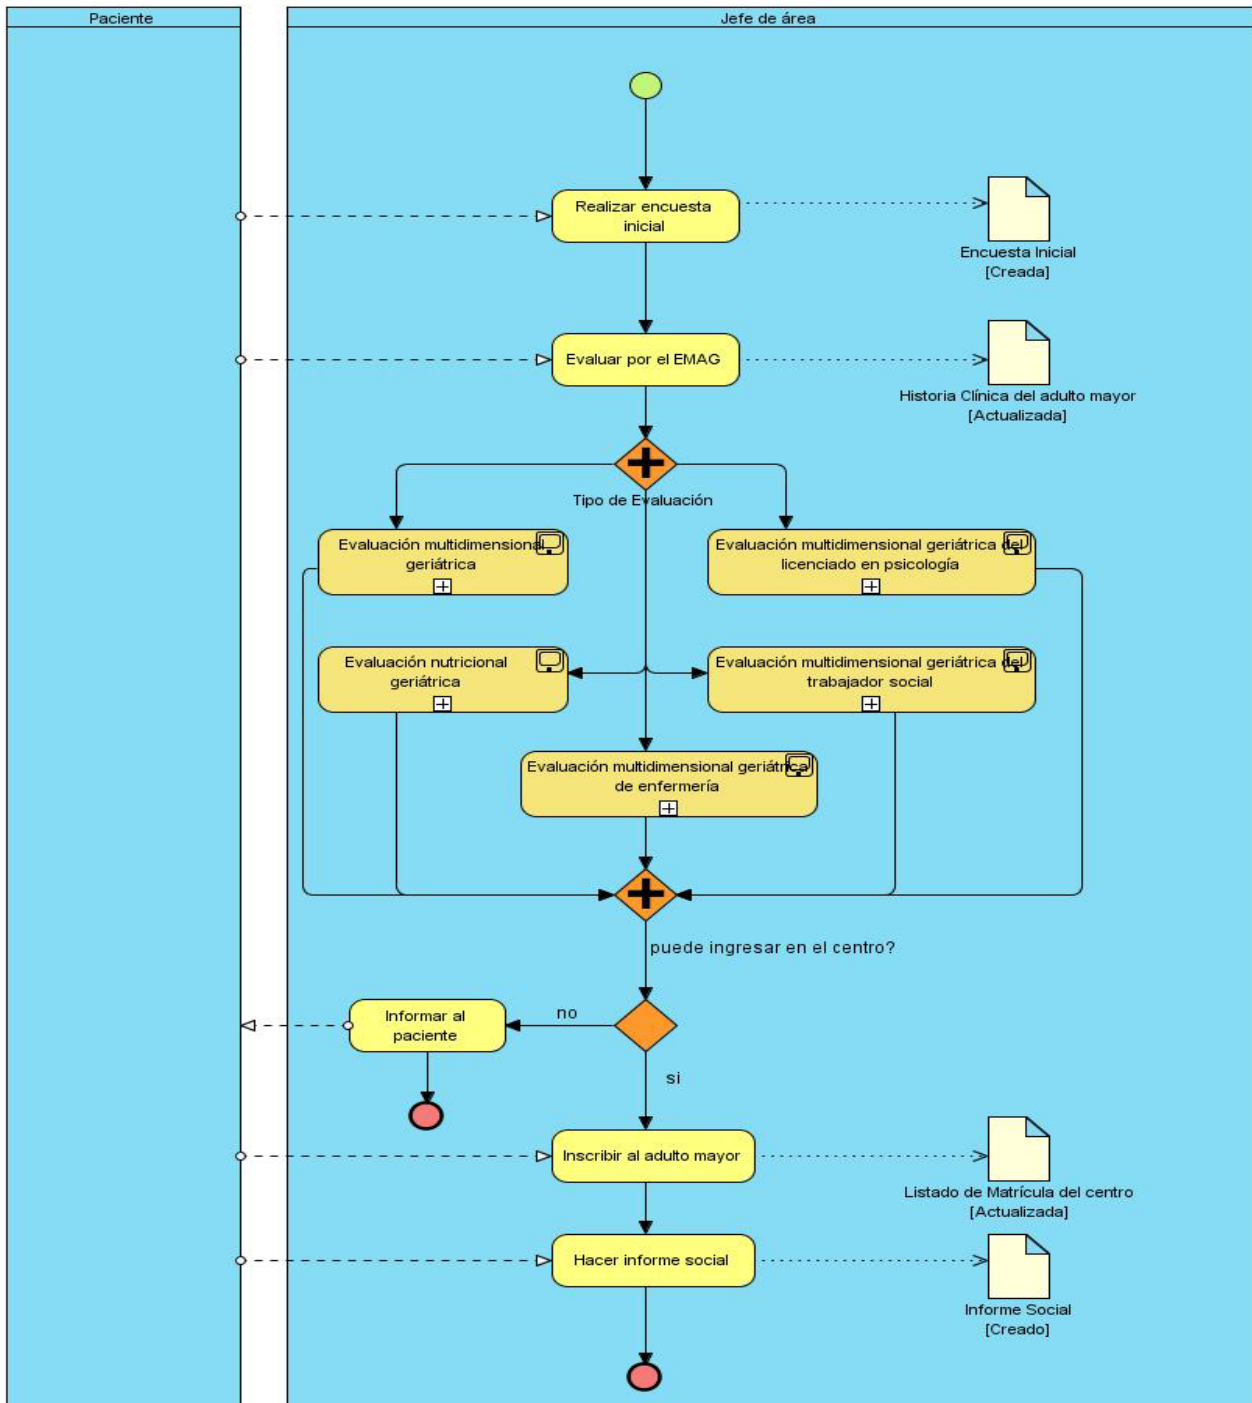 Paciente
Jefe de área
Realizar encuesta
inicial
Encuesta Inicial
[Creada]
Evaluar por el EMAG
Historia Clínica del adulto mayor
[Actualizada]
Tipo de Evaluación
Evaluación multidimensional
geriátrica
Evaluación multidimensional geriátrica del
licenciado en psicología
Evaluación nutricional
geriátrica
Evaluación multidimensional geriátrica del
trabajador social
Evaluación multidimensional geriátrica
de enfermería
puede ingresar en el centro?
Informar al
paciente
no
si
Inscribir al adulto mayor
Listado de Matrícula del centro
[Actualizada]
Hacer informe social
Informe Social
[Creado]